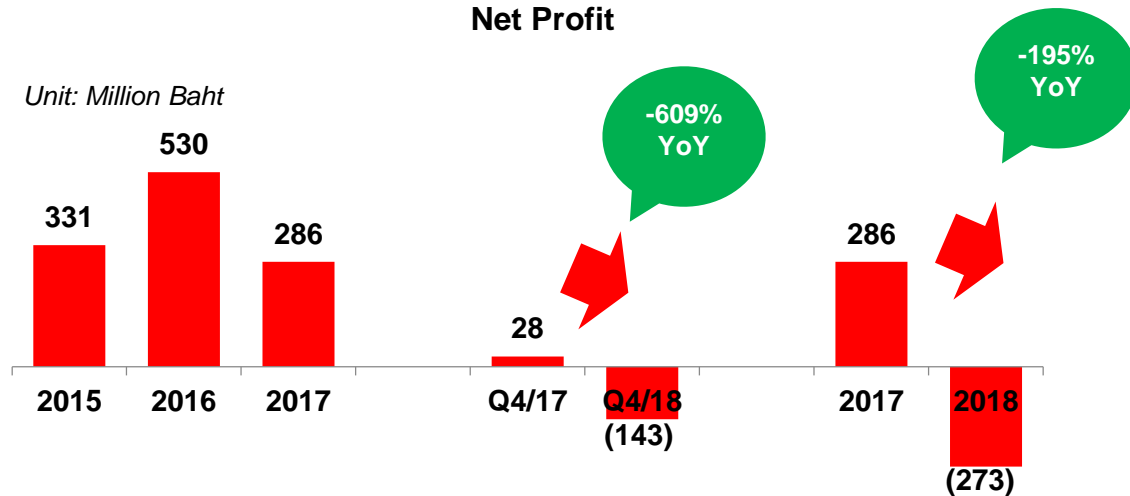 Net Profit
Unit: Million Baht
-609%
YoY
-195%
YoY
331
530
286
28
286
2015
2016
2017
Q4/17
Q4/18
2017
2018
(143)
(273)